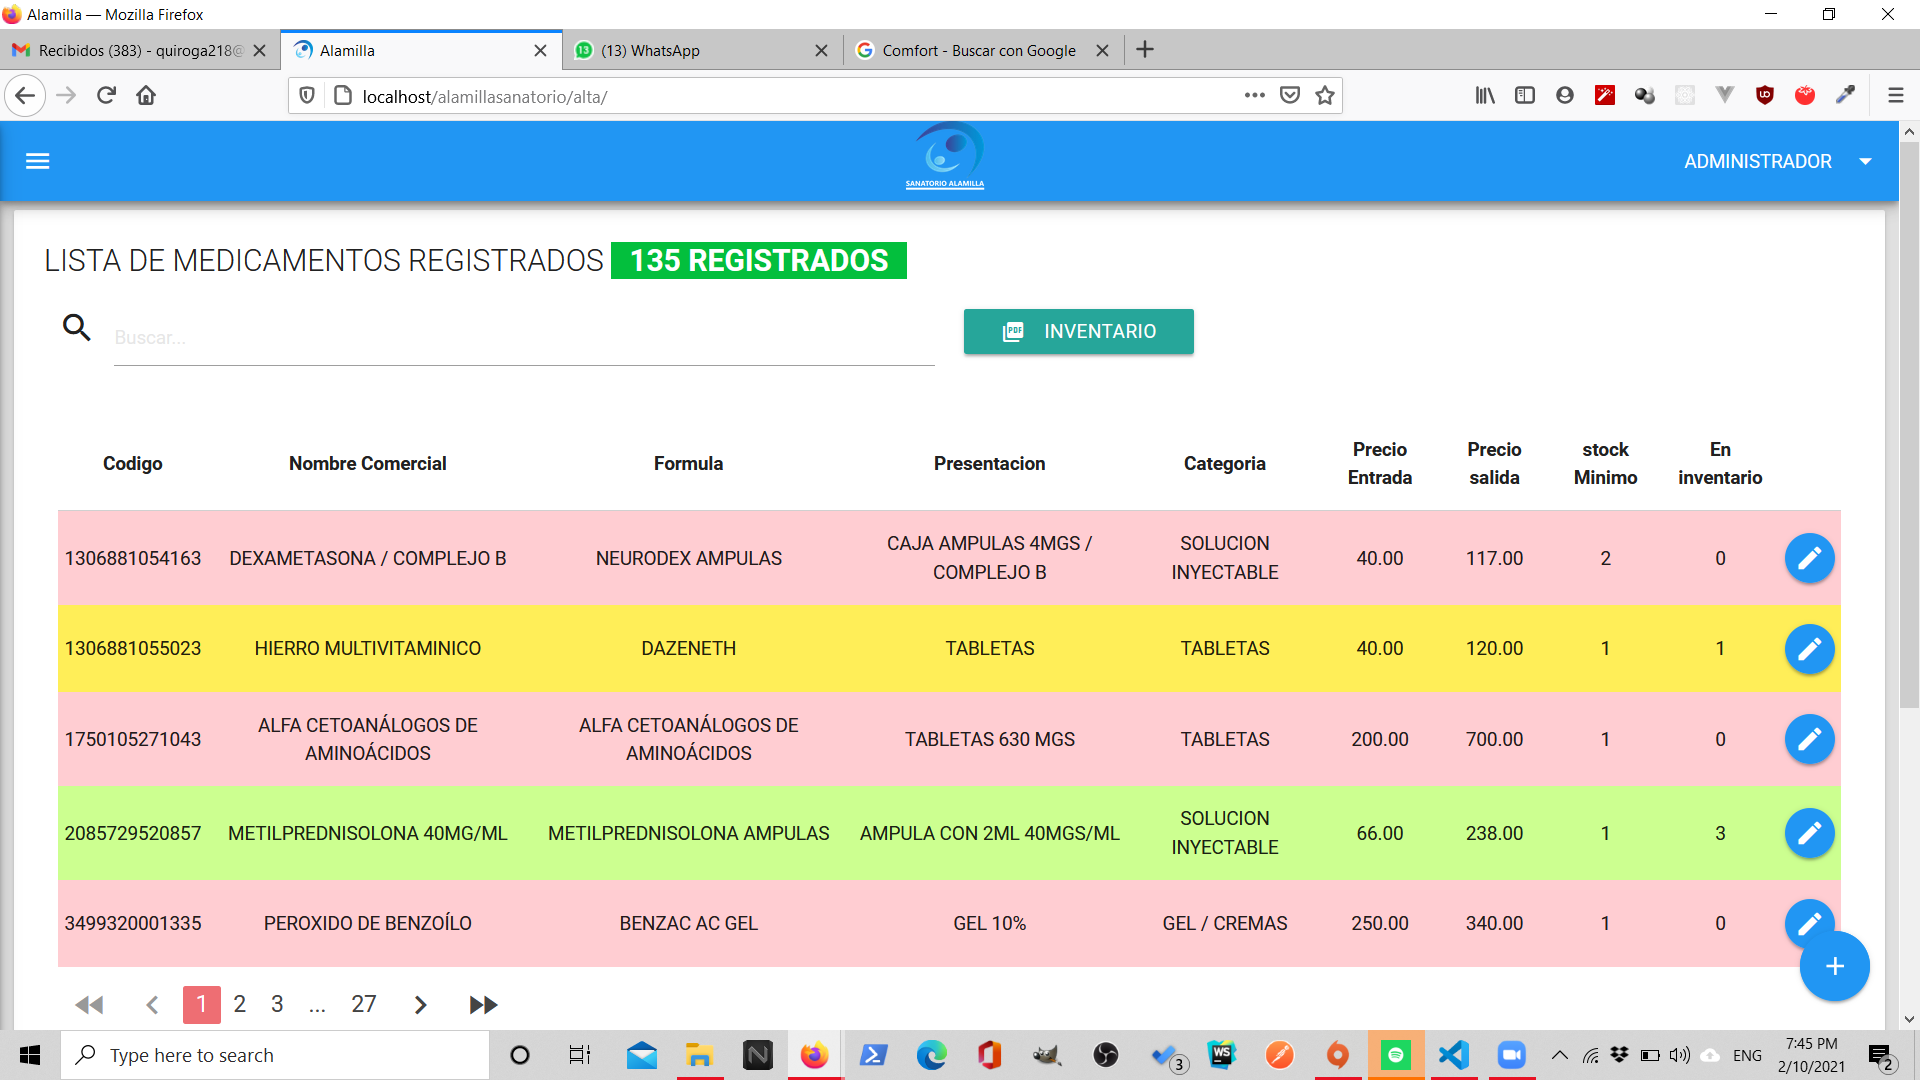 Alamilla — Mozilla Firefox
Recibidos (383) - quiroga218@
Alamilla
(13) WhatsApp
Comfort - Buscar con Google
localhost/alamillasanatorio/alta/
SANATORIO ALAMILLA
ADMINISTRADOR
LISTA DE MEDICAMENTOS REGISTRADOS 135 REGISTRADOS
Buscar...
PDF INVENTARIO
Codigo Nombre Comercial Formula Presentacion Categoria Precio Entrada Precio salida stock Minimo En inventario
1306881054163 DEXAMETASONA / COMPLEJO B NEURODEX AMPULAS CAJA AMPULAS 4MGS / COMPLEJO B SOLUCION INYECTABLE 40.00 117.00 2 0
1306881055023 HIERRO MULTIVITAMINICO DAZENETH TABLETAS TABLETAS 40.00 120.00 1 1
1750105271043 ALFA CETOANÁLOGOS DE AMINOÁCIDOS ALFA CETOANÁLOGOS DE AMINOÁCIDOS TABLETAS 630 MGS TABLETAS 200.00 700.00 1 0
2085729520857 METILPREDNISOLONA 40MG/ML METILPREDNISOLONA AMPULAS AMPULA CON 2ML 40MGS/ML SOLUCION INYECTABLE 66.00 238.00 1 3
3499320001335 PEROXIDO DE BENZOÍLO BENZAC AC GEL GEL 10% GEL / CREMAS 250.00 340.00 1 0
1 2 3 ... 27
Type here to search
3
WS
ENG
7:45 PM
2/10/2021
2